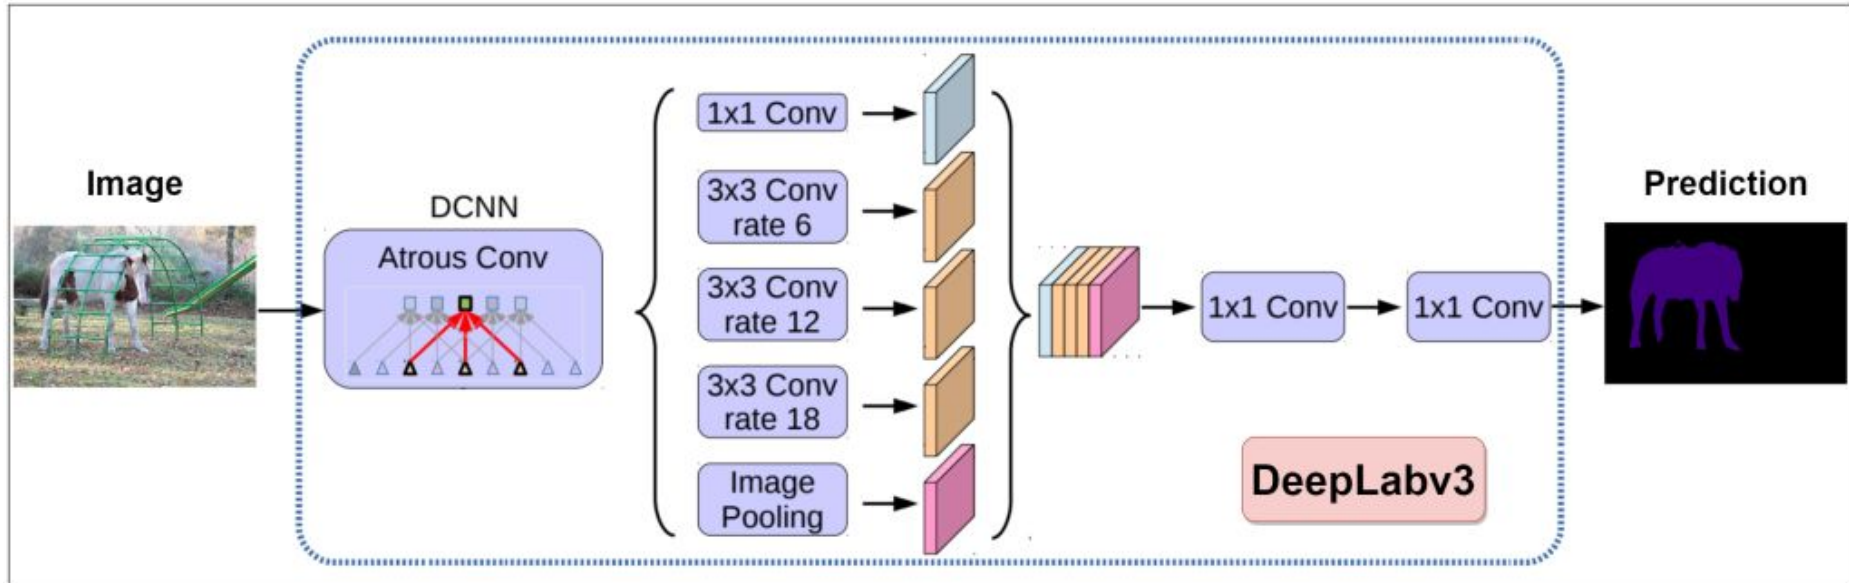 Image
DCNN
Atrous Conv
1x1 Conv
3x3 Conv
rate 6
3x3 Conv
rate 12
3x3 Conv
rate 18
Image
Pooling
1x1 Conv
1x1 Conv
Prediction
DeepLabv3